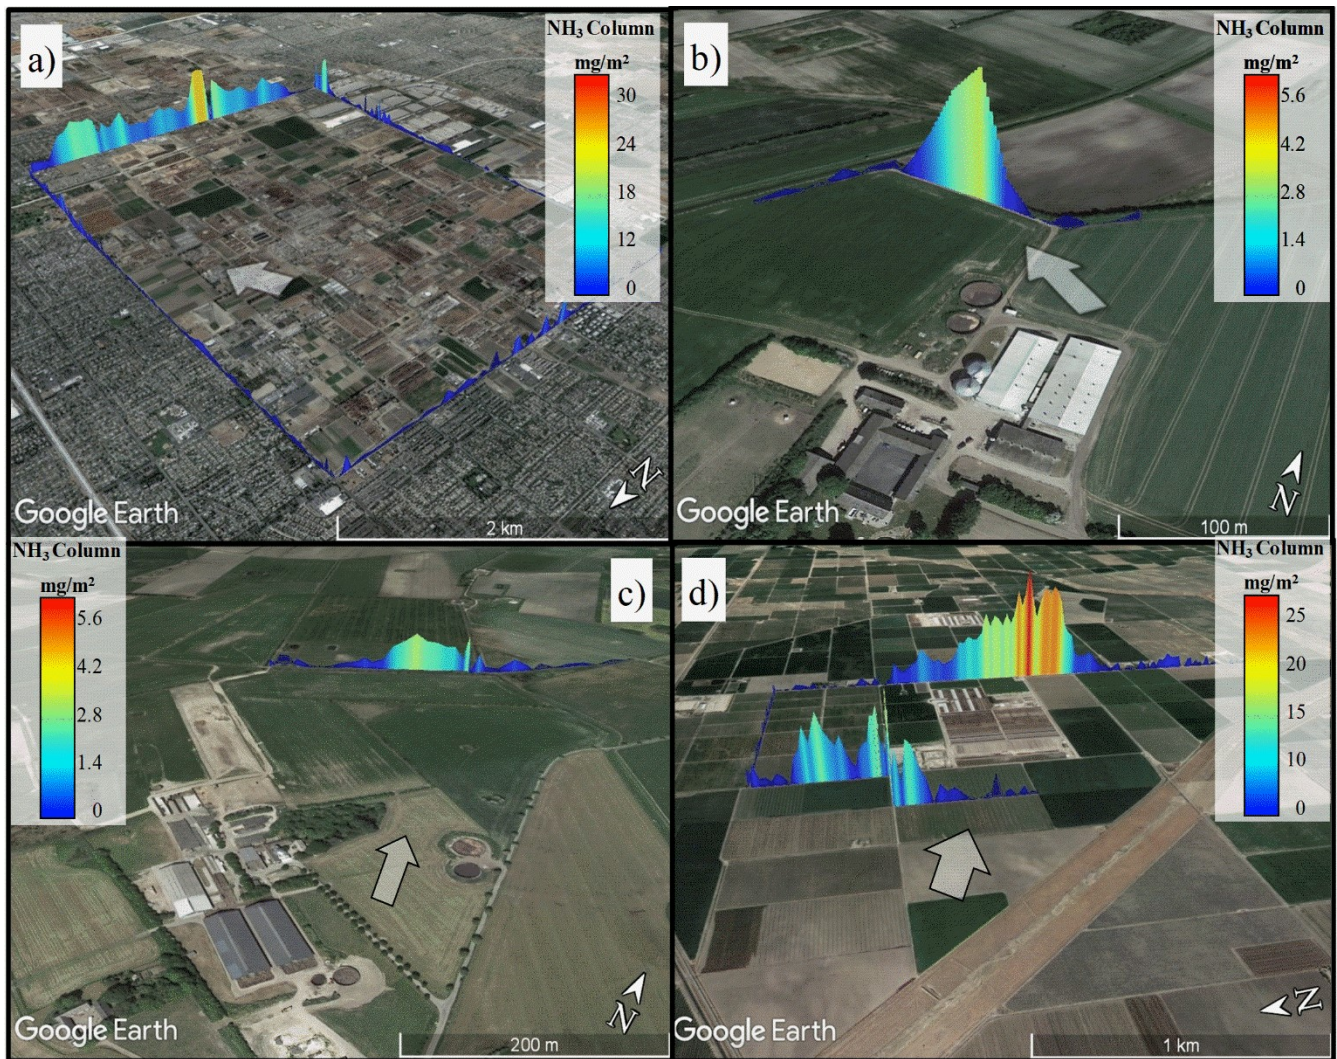 a)
NH₃ Column
mg/m²
30
24
18
12
6
0
N
Google Earth
2 km
b)
NH₃ Column
mg/m²
5.6
4.2
2.8
1.4
0
N
Google Earth
100 m
NH₃ Column
mg/m²
5.6
4.2
2.8
1.4
0
c)
N
Google Earth
200 m
d)
NH₃ Column
mg/m²
25
20
15
10
0
N
Google Earth
1 km